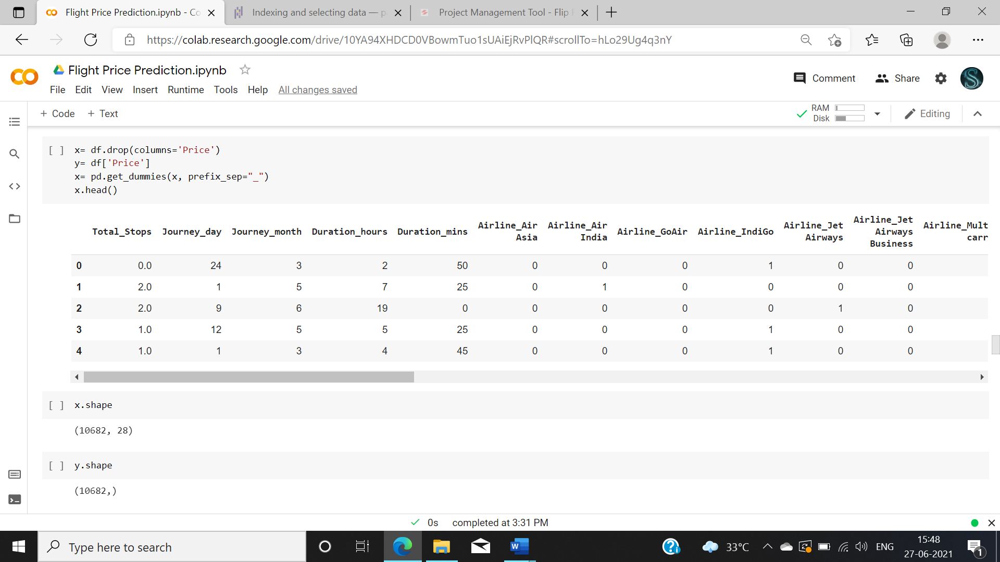 Flight Price Prediction.ipynb - Co
Indexing and selecting data — p
Project Management Tool - Flip
https://colab.research.google.com/drive/10YA94XHDCD0VBowmTuo1sUAiEjRvPlQR#scrollTo=hLo29Ug4q3nY
Flight Price Prediction.ipynb
Comment
Share
File Edit View Insert Runtime Tools Help All changes saved
+ Code + Text
RAM
Disk
Editing
[ ] x= df.drop(columns='Price')
y= df['Price']
x= pd.get_dummies(x, prefix_sep="_")
x.head()
Total_Stops Journey_day Journey_month Duration_hours Duration_mins Airline_Air Asia Airline_Air India Airline_GoAir Airline_IndiGo Airline_Jet Airways Airline_Jet Airways Business Airline_Mult carr
0 0.0 24 3 2 50 0 0 0 1 0 0
1 2.0 1 5 7 25 0 1 0 0 0 0
2 2.0 9 6 19 0 0 0 0 0 1 0
3 1.0 12 5 5 25 0 0 0 1 0 0
4 1.0 1 3 4 45 0 0 0 1 0 0
[ ] x.shape
(10682, 28)
[ ] y.shape
(10682,)
0s completed at 3:31 PM
Type here to search
33°C
ENG
15:48
27-06-2021
1